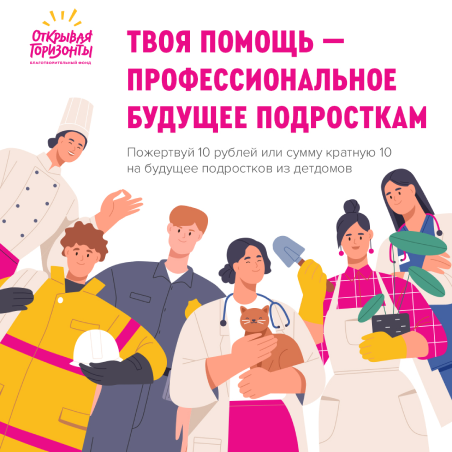 ОТКРЫВАЯ
ГОРИЗОНТЫ
БЛАГОТВОРИТЕЛЬНЫЙ ФОНД
ТВОЯ ПОМОЩЬ —
ПРОФЕССИОНАЛЬНОЕ
БУДУЩЕЕ ПОДРОСТКАМ
Пожертвуй 10 рублей или сумму кратную 10
на будущее подростков из детдомов